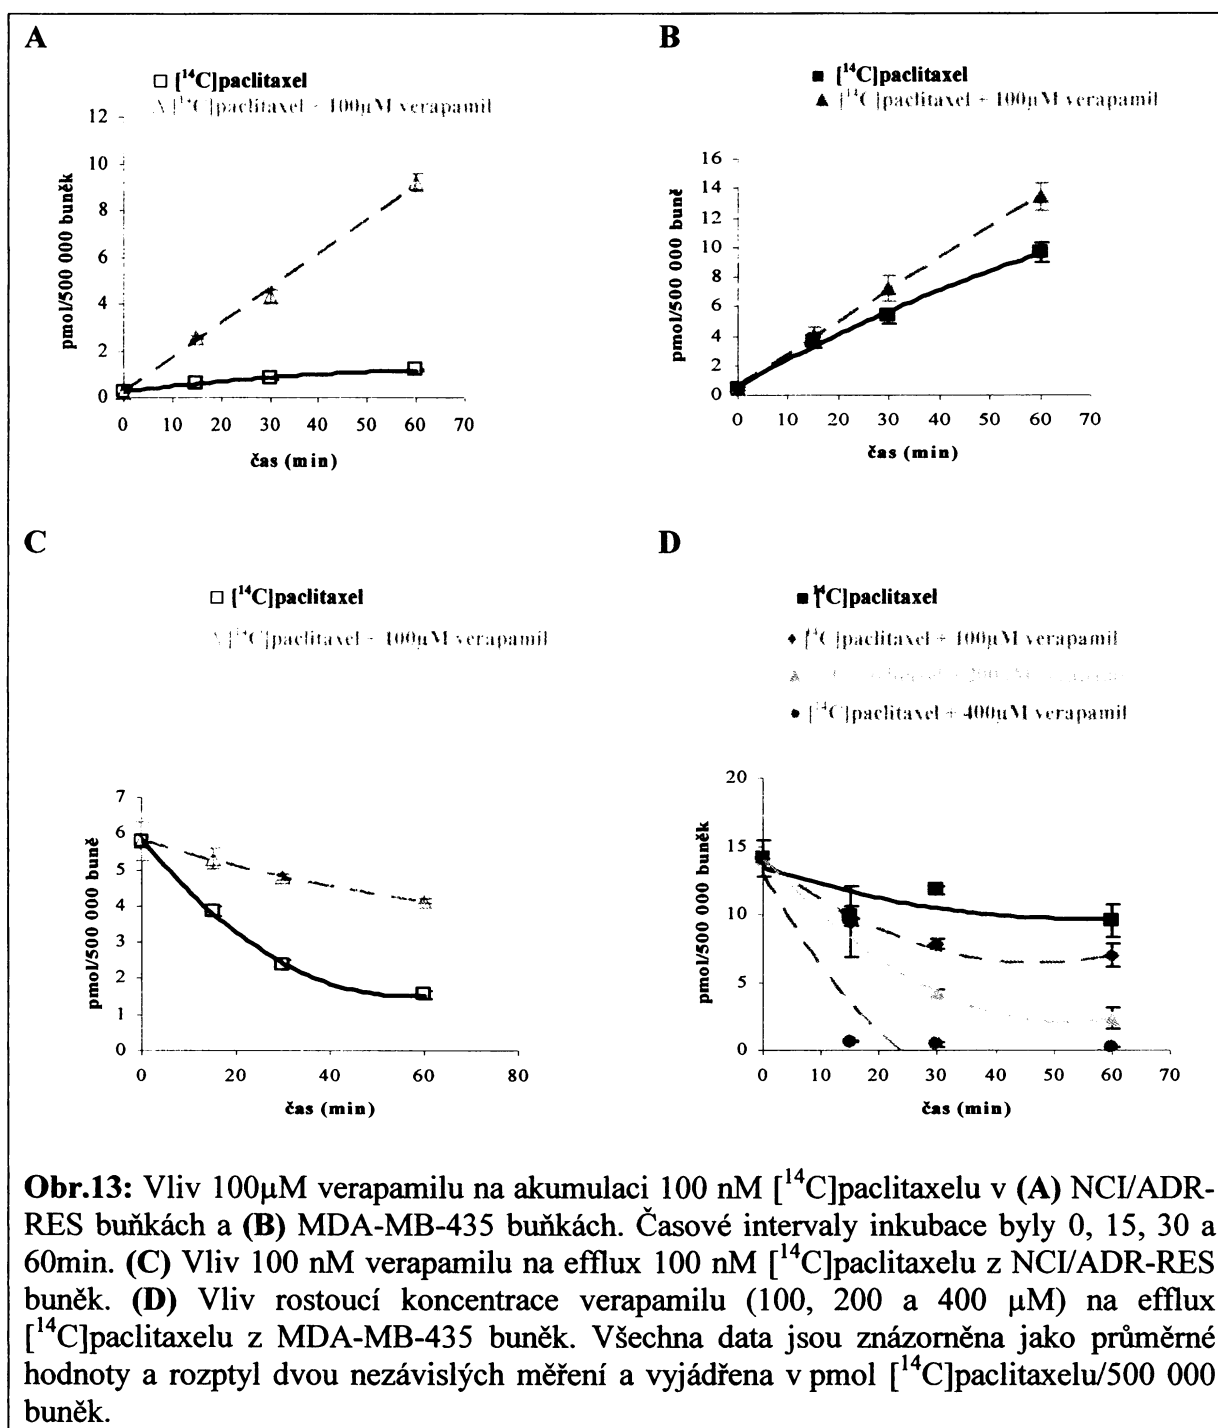 A
□ [¹⁴C]paclitaxel
[¹⁴C]paclitaxel + 100µM verapamil
12
10
8
6
4
2
0
pmol/500 000 buněk
0 10 20 30 40 50 60 70
čas (min)
B
■ [¹⁴C]paclitaxel
▲ [¹⁴C]paclitaxel + 100µM verapamil
16
14
12
10
8
6
4
2
0
pmol/500 000 buně
0 10 20 30 40 50 60 70
čas (min)
C
□ [¹⁴C]paclitaxel
[¹⁴C]paclitaxel + 100µM verapamil
7
6
5
4
3
2
1
0
pmol/500 000 buně
0 20 40 60 80
čas (min)
D
■ [¹⁴C]paclitaxel
♦ [¹⁴C]paclitaxel + 100µM verapamil
● [¹⁴C]paclitaxel + 400µM verapamil
20
15
10
5
0
pmol/500 000 buněk
0 10 20 30 40 50 60 70
čas (min)
Obr.13: Vliv 100µM verapamilu na akumulaci 100 nM [¹⁴C]paclitaxelu v (A) NCI/ADR-
RES buňkách a (B) MDA-MB-435 buňkách. Časové intervaly inkubace byly 0, 15, 30 a
60min. (C) Vliv 100 nM verapamilu na efflux 100 nM [¹⁴C]paclitaxelu z NCI/ADR-RES
buněk. (D) Vliv rostoucí koncentrace verapamilu (100, 200 a 400 µM) na efflux
[¹⁴C]paclitaxelu z MDA-MB-435 buněk. Všechna data jsou znázorněna jako průměrné
hodnoty a rozptyl dvou nezávislých měření a vyjádřena v pmol [¹⁴C]paclitaxelu/500 000
buněk.